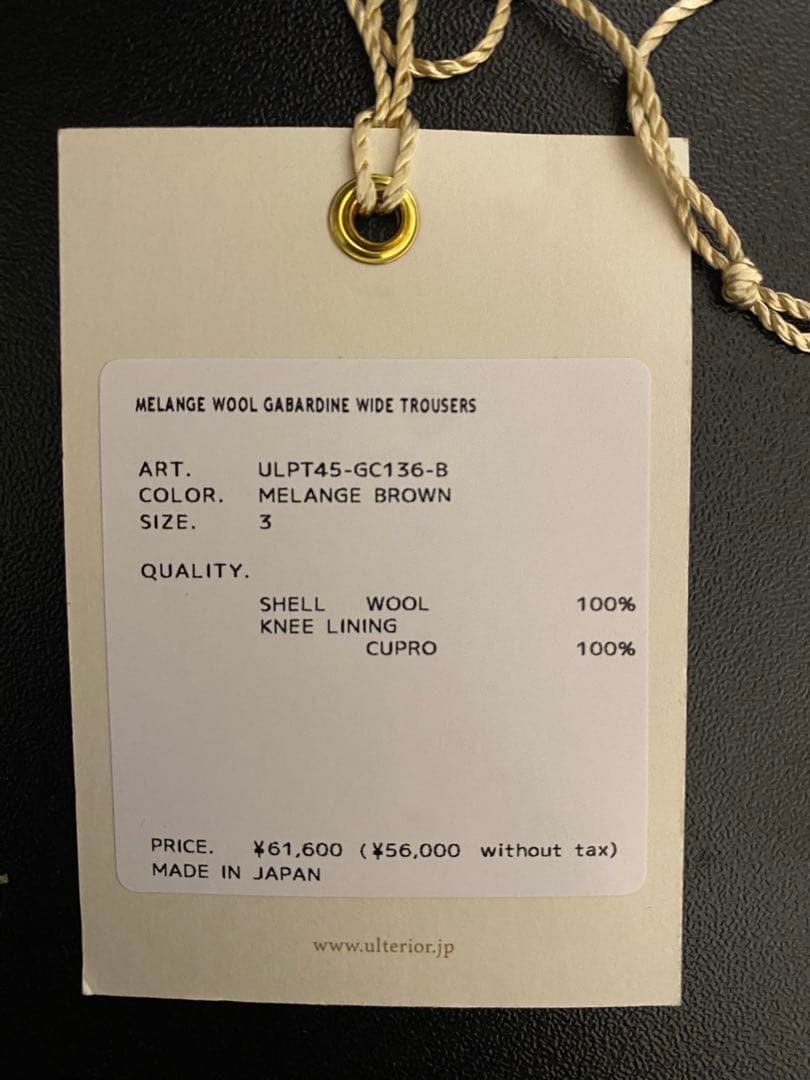 MELANGE WOOL GABARDINE WIDE TROUSERS
ART. ULPT45-GC136-B
COLOR. MELANGE BROWN
SIZE. 3
QUALITY.
SHELL WOOL 100%
KNEE LINING
CUPRO 100%
PRICE. ¥61,600 (¥56,000 without tax)
MADE IN JAPAN
www.ulterior.jp